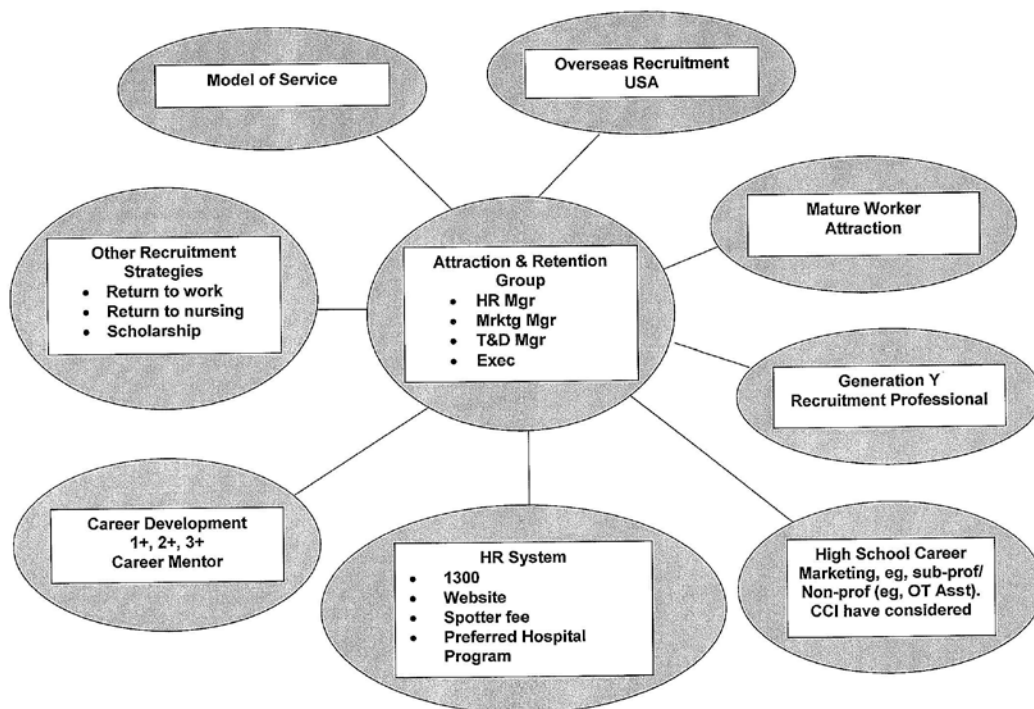 Model of Service
Overseas Recruitment
USA
Mature Worker
Attraction
Other Recruitment
Strategies
• Return to work
• Return to nursing
• Scholarship
Attraction & Retention
Group
• HR Mgr
• Mrktg Mgr
• T&D Mgr
• Exec
Generation Y
Recruitment Professional
Career Development
1+, 2+, 3+
Career Mentor
HR System
• 1300
• Website
• Spotter fee
• Preferred Hospital
Program
High School Career
Marketing, eg, sub-prof/
Non-prof (eg, OT Asst).
CCI have considered